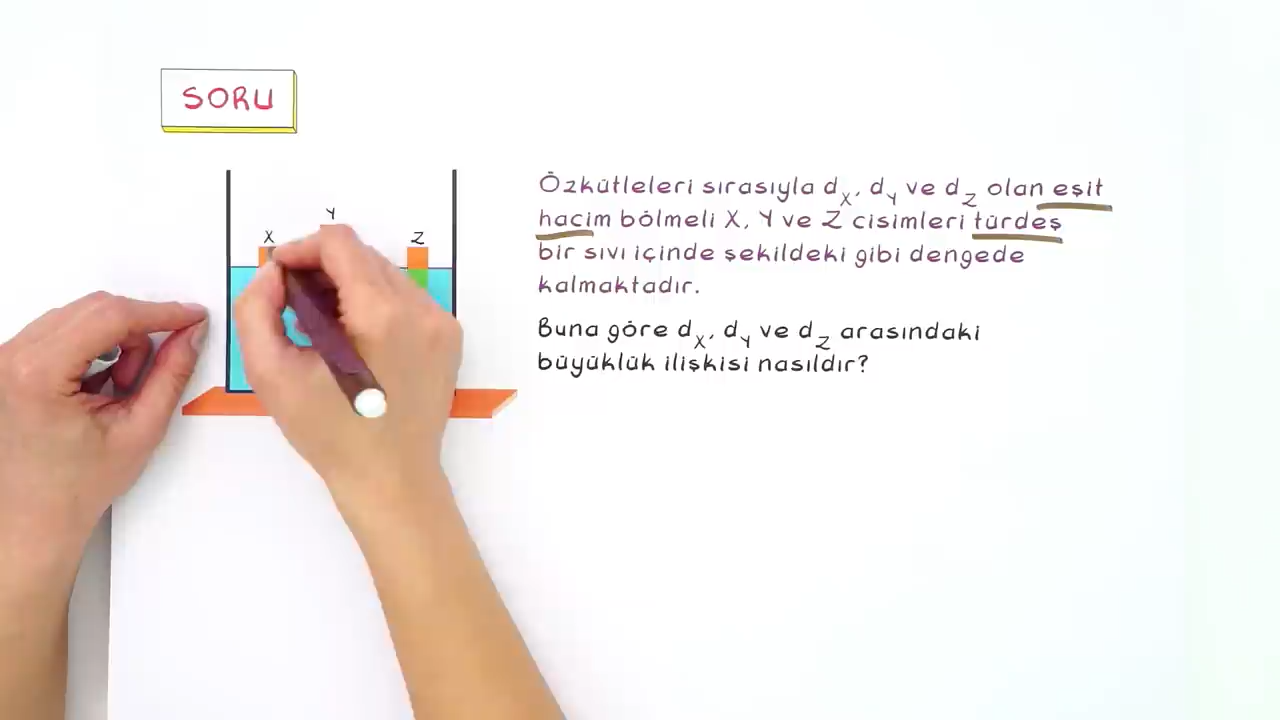 SORU
Y
X
Z
Özkütleleri sırasıyla dX, dY ve dZ olan eşit
hacim bölmeli X, Y ve Z cisimleri türdeş
bir sıvı içinde şekildeki gibi dengede
kalmaktadır.
Buna göre dX, dY ve dZ arasındaki
büyüklük ilişkisi nasıldır?